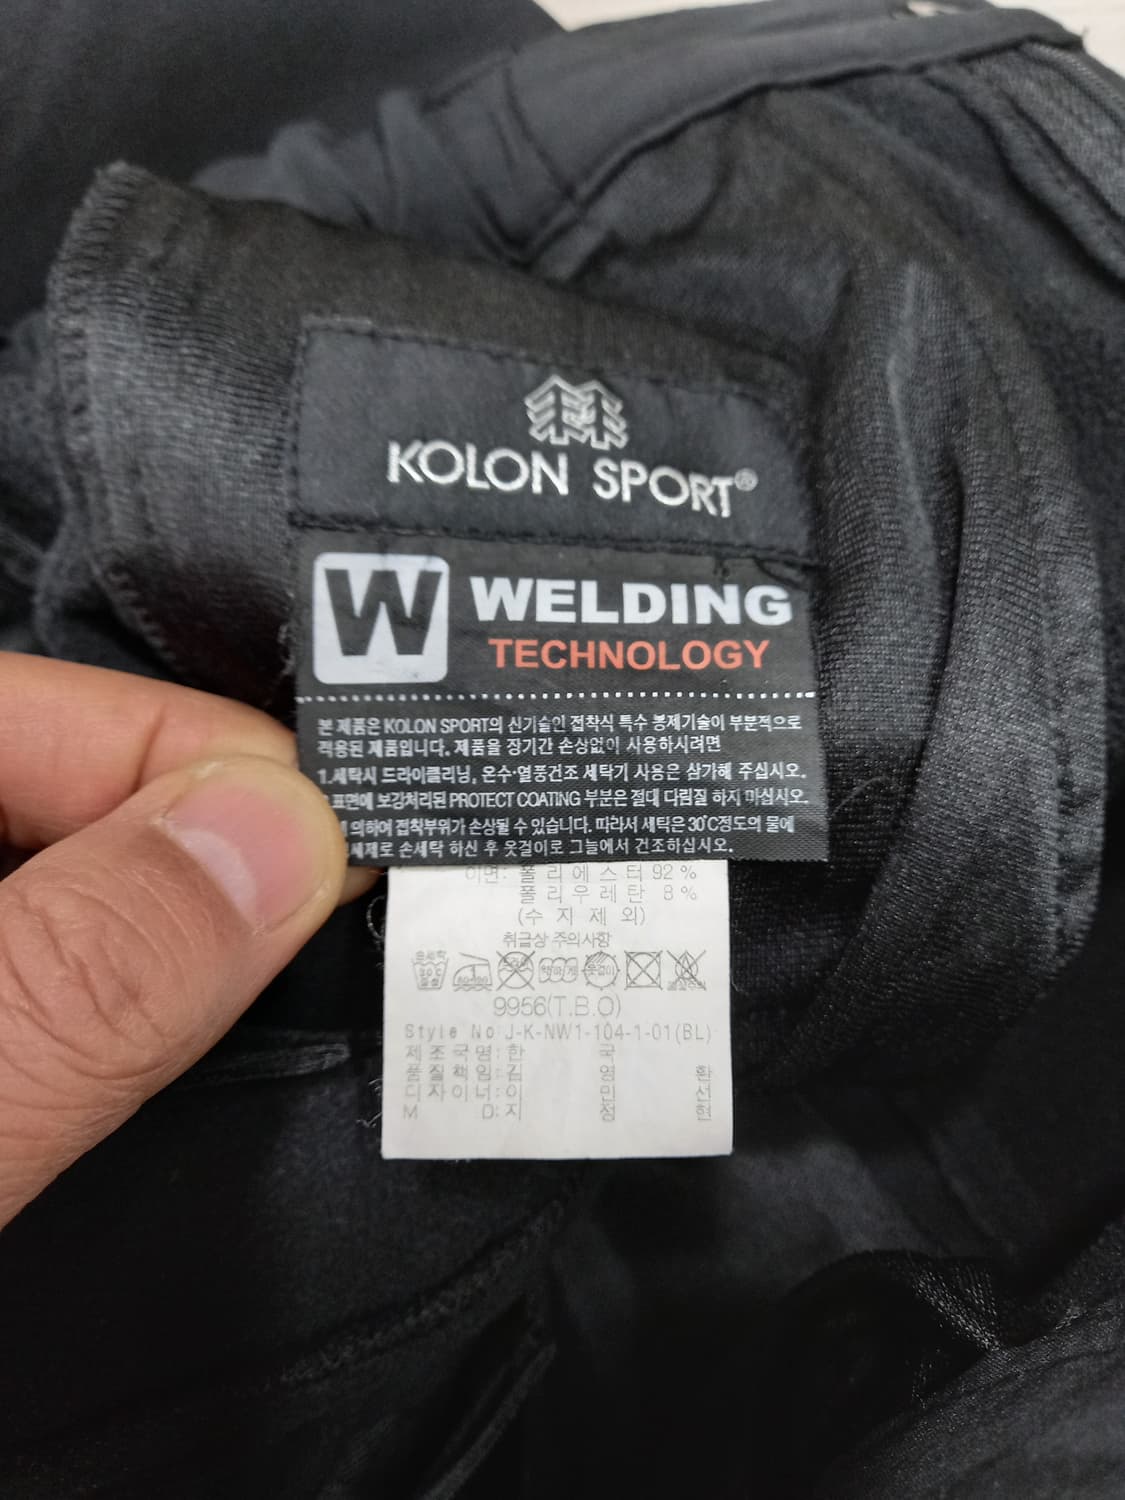 KOLON SPORT®
W WELDING
TECHNOLOGY
본 제품은 KOLON SPORT의 신기술인 접착식 특수 봉제기술이 부분적으로
적용된 제품입니다. 제품을 장기간 손상없이 사용하시려면
1.세탁시 드라이클리닝, 온수·열풍건조 세탁기 사용은 삼가해 주십시오.
표면에 보강처리된 PROTECT COATING 부분은 절대 다림질 하지 마십시오.
의하여 접착부위가 손상될 수 있습니다. 따라서 세탁은 30℃정도의 물에
세제로 손세탁 하신 후 옷걸이로 그늘에서 건조하십시오.
이면: 폴리에스터 92%
폴리우레탄 8%
(수지제외)
취급상 주의사항
9956(T.B.O)
Style No:J-K-NW1-104-1-01(BL)
제조국명:한 국
품질책임:김 영 환
디자이너:이 민 선
M D:지 정 현